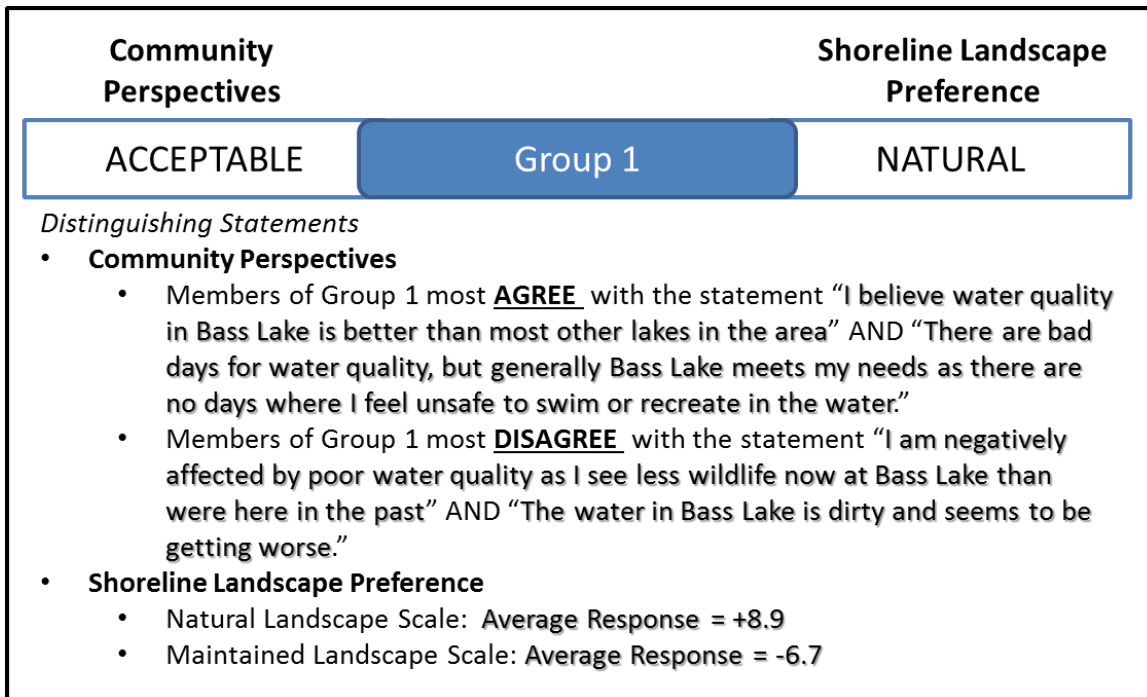 Community
Perspectives
Shoreline Landscape
Preference
ACCEPTABLE
Group 1
NATURAL
Distinguishing Statements
• Community Perspectives
• Members of Group 1 most AGREE with the statement “I believe water quality
in Bass Lake is better than most other lakes in the area” AND “There are bad
days for water quality, but generally Bass Lake meets my needs as there are
no days where I feel unsafe to swim or recreate in the water.”
• Members of Group 1 most DISAGREE with the statement “I am negatively
affected by poor water quality as I see less wildlife now at Bass Lake than
were here in the past” AND “The water in Bass Lake is dirty and seems to be
getting worse.”
• Shoreline Landscape Preference
• Natural Landscape Scale: Average Response = +8.9
• Maintained Landscape Scale: Average Response = -6.7